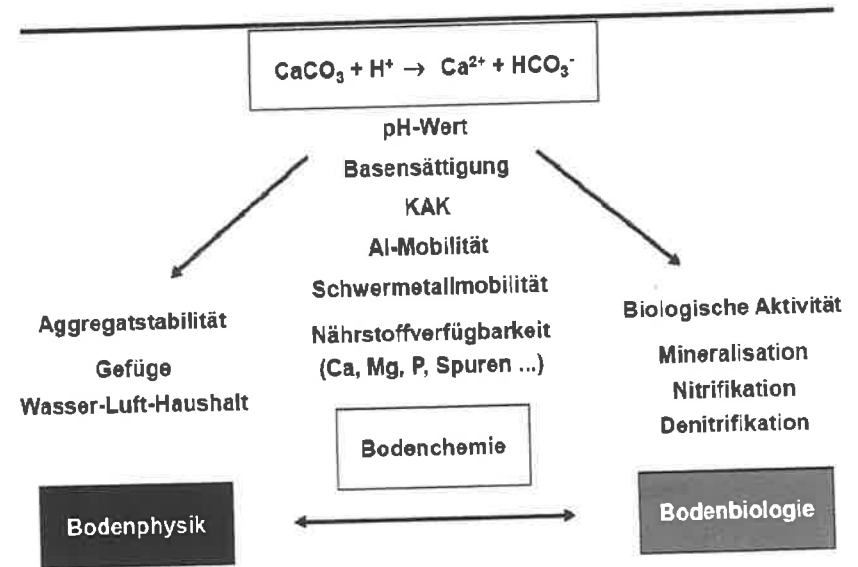 CaCO₃ + H⁺ → Ca²⁺ + HCO₃⁻
pH-Wert
Basensättigung
KAK
Al-Mobilität
Schwermetallmobilität
Nährstoffverfügbarkeit
(Ca, Mg, P, Spuren ...)
Bodenchemie
Aggregatstabilität
Gefüge
Wasser-Luft-Haushalt
Bodenphysik
Biologische Aktivität
Mineralisation
Nitrifikation
Denitrifikation
Bodenbiologie